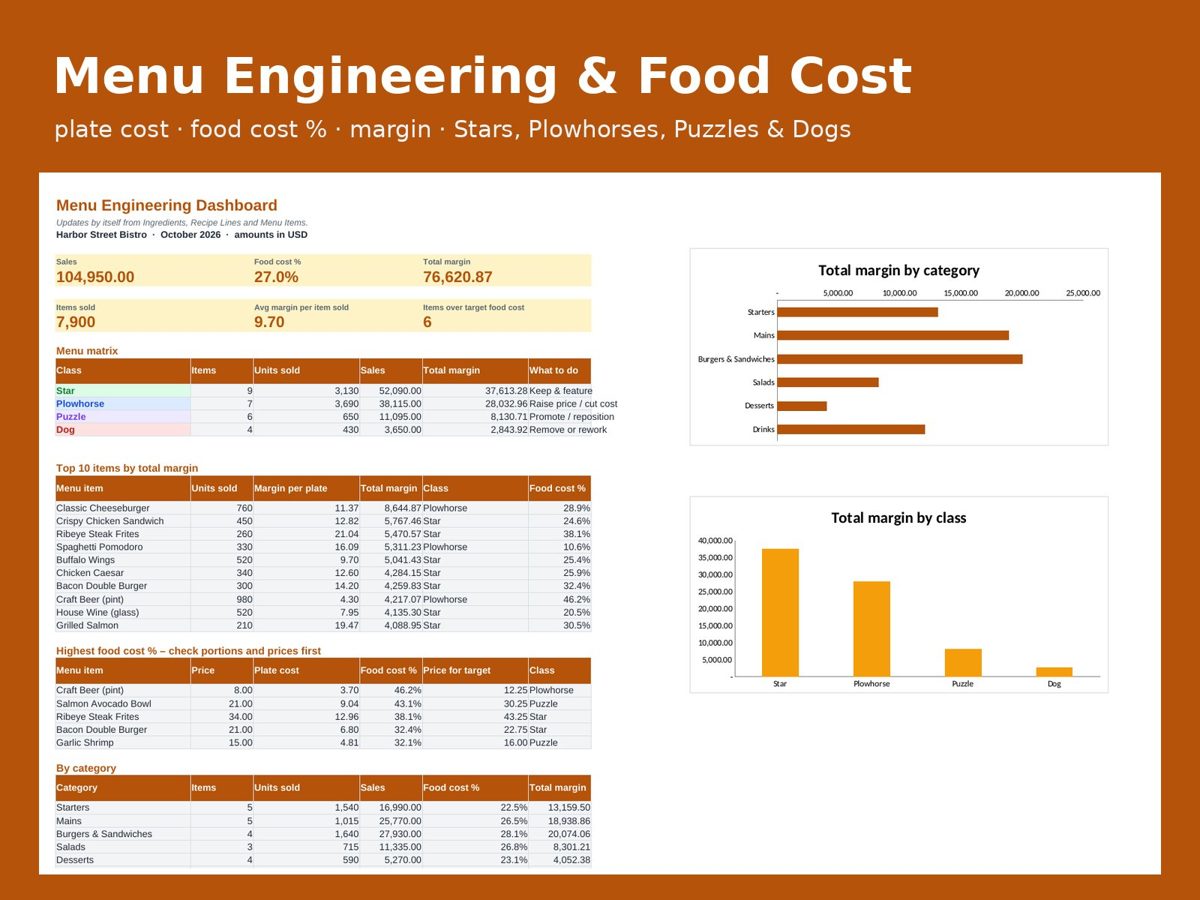 Menu Engineering & Food Cost
plate cost · food cost % · margin · Stars, Plowhorses, Puzzles & Dogs
Menu Engineering Dashboard
Updates by itself from Ingredients, Recipe Lines and Menu Items.
Harbor Street Bistro · October 2026 · amounts in USD
Sales Food cost % Total margin
104,950.00 27.0% 76,620.87
Items sold Avg margin per item sold Items over target food cost
7,900 9.70 6
Menu matrix
Class Items Units sold Sales Total margin What to do
Star 9 3,130 52,090.00 37,613.28 Keep & feature
Plowhorse 7 3,690 38,115.00 28,032.96 Raise price / cut cost
Puzzle 6 650 11,095.00 8,130.71 Promote / reposition
Dog 4 430 3,650.00 2,843.92 Remove or rework
Top 10 items by total margin
Menu item Units sold Margin per plate Total margin Class Food cost %
Classic Cheeseburger 760 11.37 8,644.87 Plowhorse 28.9%
Crispy Chicken Sandwich 450 12.82 5,767.46 Star 24.6%
Ribeye Steak Frites 260 21.04 5,470.57 Star 38.1%
Spaghetti Pomodoro 330 16.09 5,311.23 Plowhorse 10.6%
Buffalo Wings 520 9.70 5,041.43 Star 25.4%
Chicken Caesar 340 12.60 4,284.15 Star 25.9%
Bacon Double Burger 300 14.20 4,259.83 Star 32.4%
Craft Beer (pint) 980 4.30 4,217.07 Plowhorse 46.2%
House Wine (glass) 520 7.95 4,135.30 Star 20.5%
Grilled Salmon 210 19.47 4,088.95 Star 30.5%
Highest food cost % – check portions and prices first
Menu item Price Plate cost Food cost % Price for target Class
Craft Beer (pint) 8.00 3.70 46.2% 12.25 Plowhorse
Salmon Avocado Bowl 21.00 9.04 43.1% 30.25 Puzzle
Ribeye Steak Frites 34.00 12.96 38.1% 43.25 Star
Bacon Double Burger 21.00 6.80 32.4% 22.75 Star
Garlic Shrimp 15.00 4.81 32.1% 16.00 Puzzle
By category
Category Items Units sold Sales Food cost % Total margin
Starters 5 1,540 16,990.00 22.5% 13,159.50
Mains 5 1,015 25,770.00 26.5% 18,938.86
Burgers & Sandwiches 4 1,640 27,930.00 28.1% 20,074.06
Salads 3 715 11,335.00 26.8% 8,301.21
Desserts 4 590 5,270.00 23.1% 4,052.38
Total margin by category
- 5,000.00 10,000.00 15,000.00 20,000.00 25,000.00
Starters
Mains
Burgers & Sandwiches
Salads
Desserts
Drinks
Total margin by class
40,000.00
35,000.00
30,000.00
25,000.00
20,000.00
15,000.00
10,000.00
5,000.00
-
Star Plowhorse Puzzle Dog